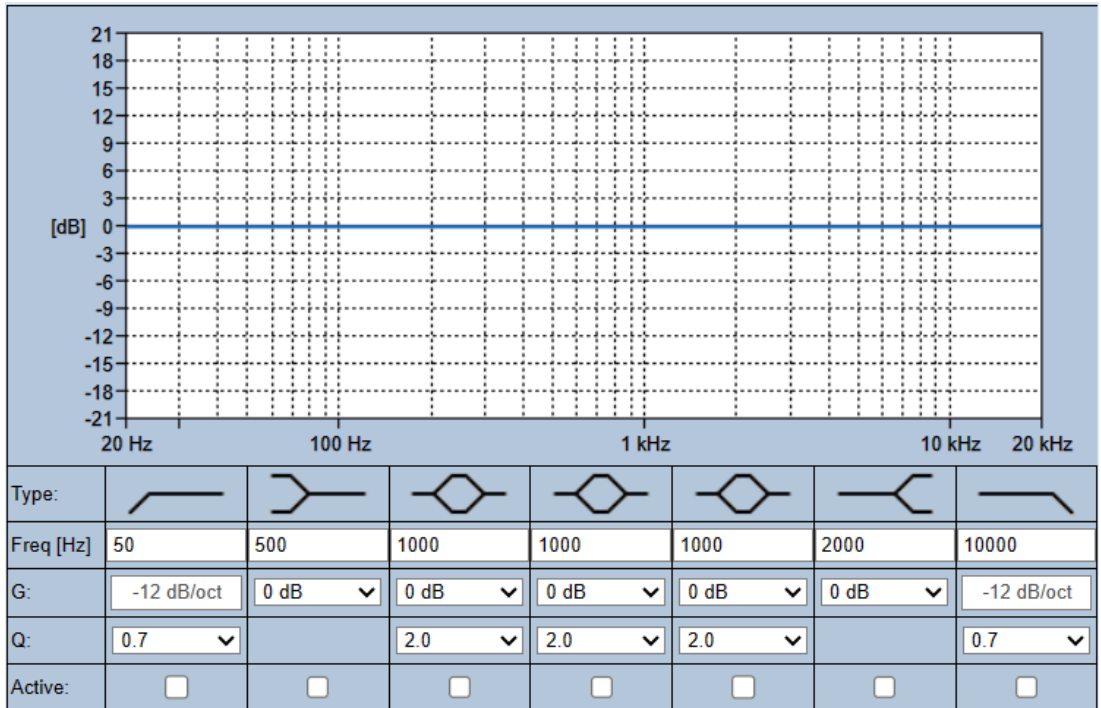 21
18
15
12
9
6
3
[dB] 0
-3
-6
-9
-12
-15
-18
-21
20 Hz 100 Hz 1 kHz 10 kHz 20 kHz
Type:
Freq [Hz] 50 500 1000 1000 1000 2000 10000
G: -12 dB/oct 0 dB 0 dB 0 dB 0 dB 0 dB -12 dB/oct
Q: 0.7 2.0 2.0 2.0 0.7
Active: